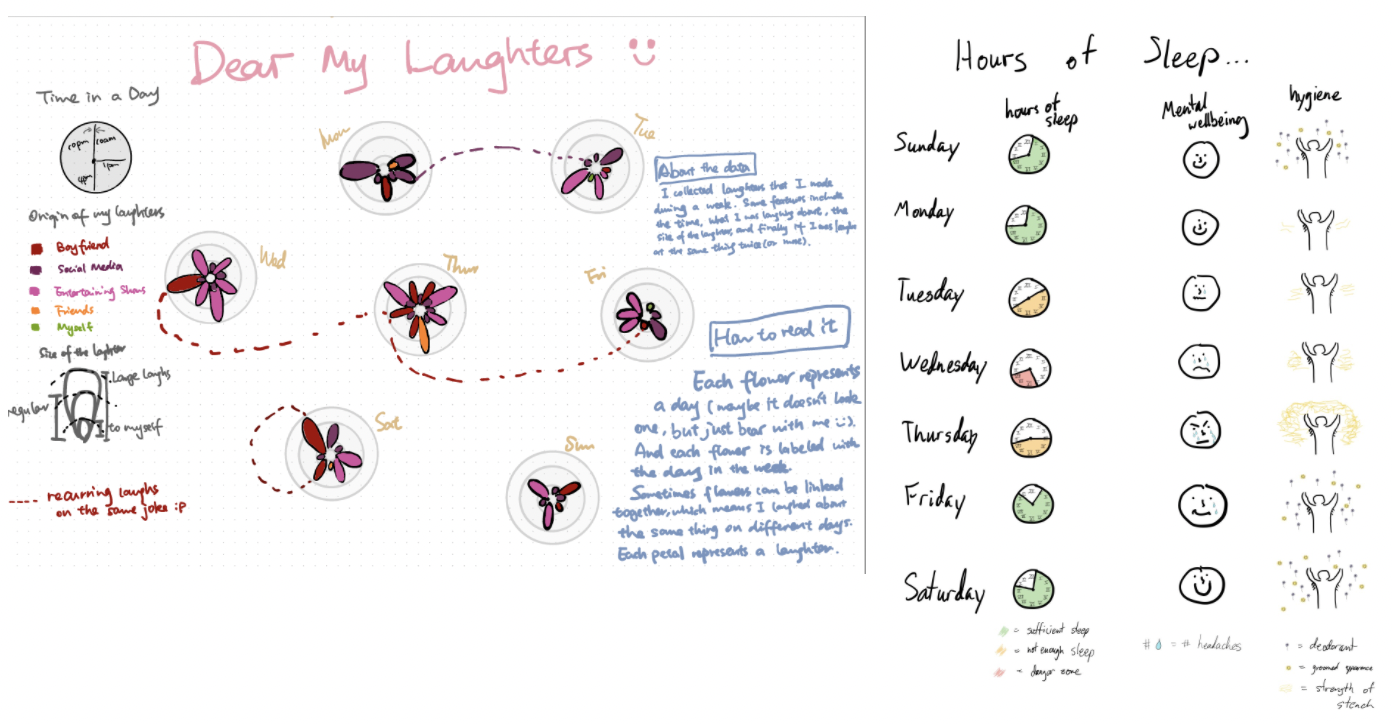 Dear My Laughters
Time in a Day
10pm
10am
4pm
1pm
Origin of my laughters
Boyfriend
Social Media
Entertaining Shows
Friends
Myself
Size of the laughter
Large laughs
regular
to myself
recurring laughs
on the same joke :P
Mon
Tue
Wed
Thur
Fri
Sat
Sun
About the data
I collected laughters that I made
during a week. Some features include
the time, what I was laughing about, the
size of the laughter, and finally if I was laughing
at the same thing twice (or more).
How to read it
Each flower represents
a day (maybe it doesn't look
one, but just bear with me :).
And each flower is labeled with
the day in the week.
Sometimes flowers can be linked
together, which means I laughed about
the same thing on different days.
Each petal represents a laughter.
Hours of Sleep...
hours of
sleep
Mental
wellbeing
hygiene
Sunday
Monday
Tuesday
Wednesday
Thursday
Friday
Saturday
= sufficient sleep
= not enough sleep
= danger zone
# = # headaches
= deodorant
= groomed apparence
= strength of
stench